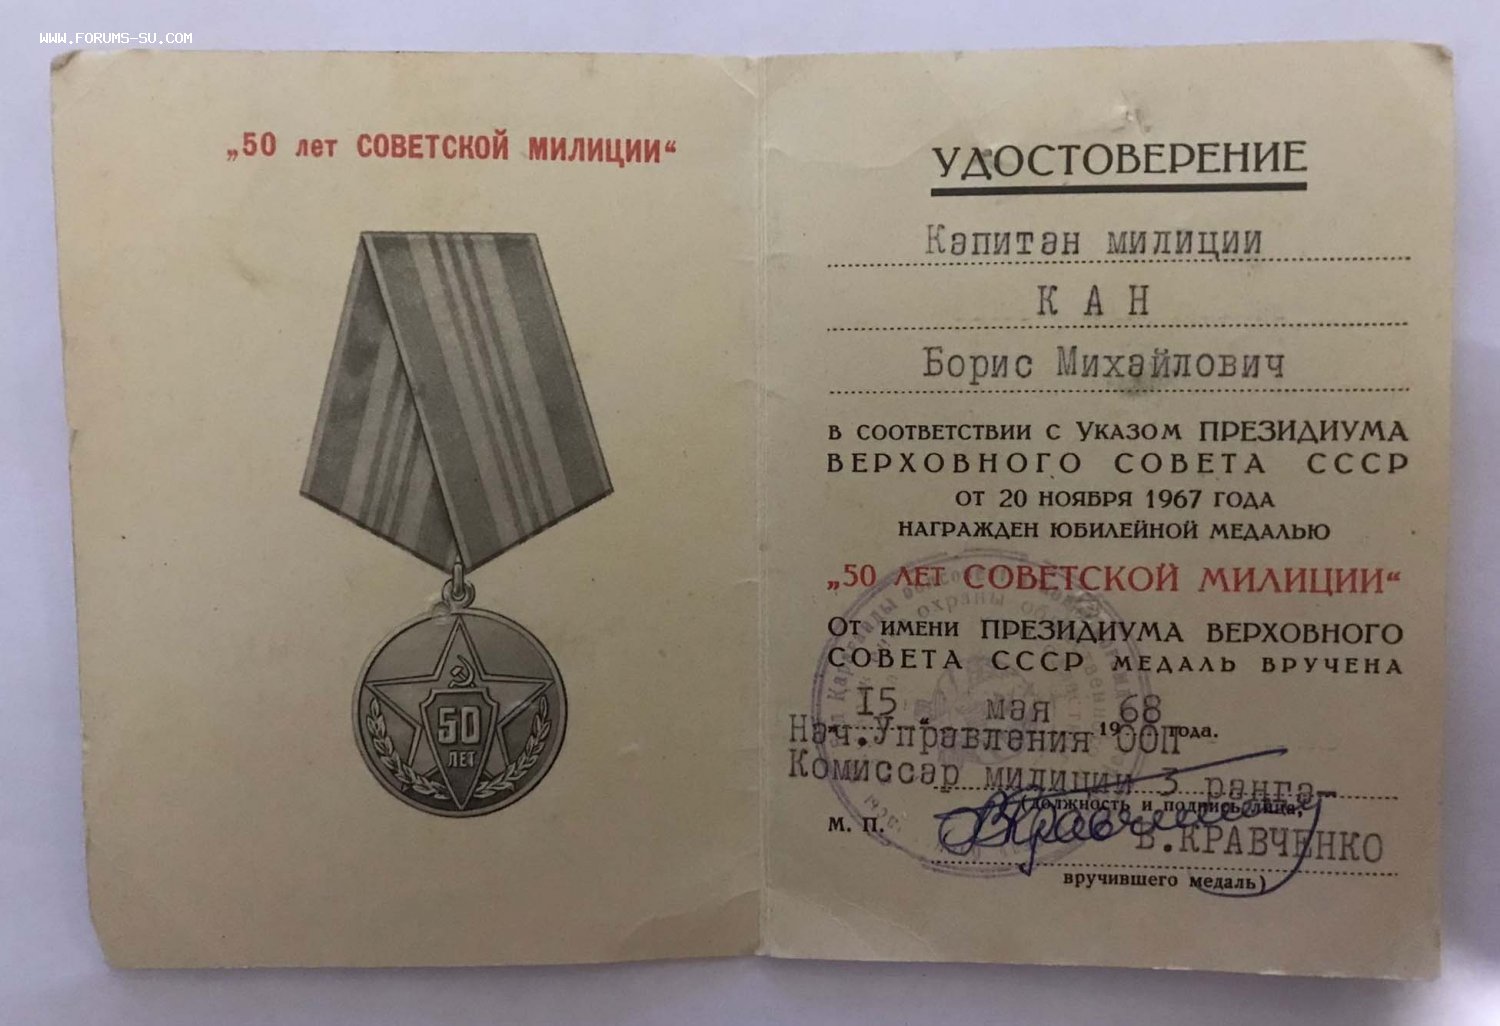 WWW.FORUMS-SU.COM
„50 лет СОВЕТСКОЙ МИЛИЦИИ“
50
ЛЕТ
УДОСТОВЕРЕНИЕ
Капитан милиции
К А Н
Борис Михайлович
В СООТВЕТСТВИИ С УКАЗОМ ПРЕЗИДИУМА
ВЕРХОВНОГО СОВЕТА СССР
ОТ 20 НОЯБРЯ 1967 ГОДА
НАГРАЖДЕН ЮБИЛЕЙНОЙ МЕДАЛЬЮ
„50 ЛЕТ СОВЕТСКОЙ МИЛИЦИИ“
ОТ ИМЕНИ ПРЕЗИДИУМА ВЕРХОВНОГО
СОВЕТА СССР МЕДАЛЬ ВРУЧЕНА
15 мая 1968 года.
Нач.Управления ООП
Комиссар милиции 3 ранга-
(должность и подпись лица,
М. П.
В.КРАВЧЕНКО
вручившего медаль)